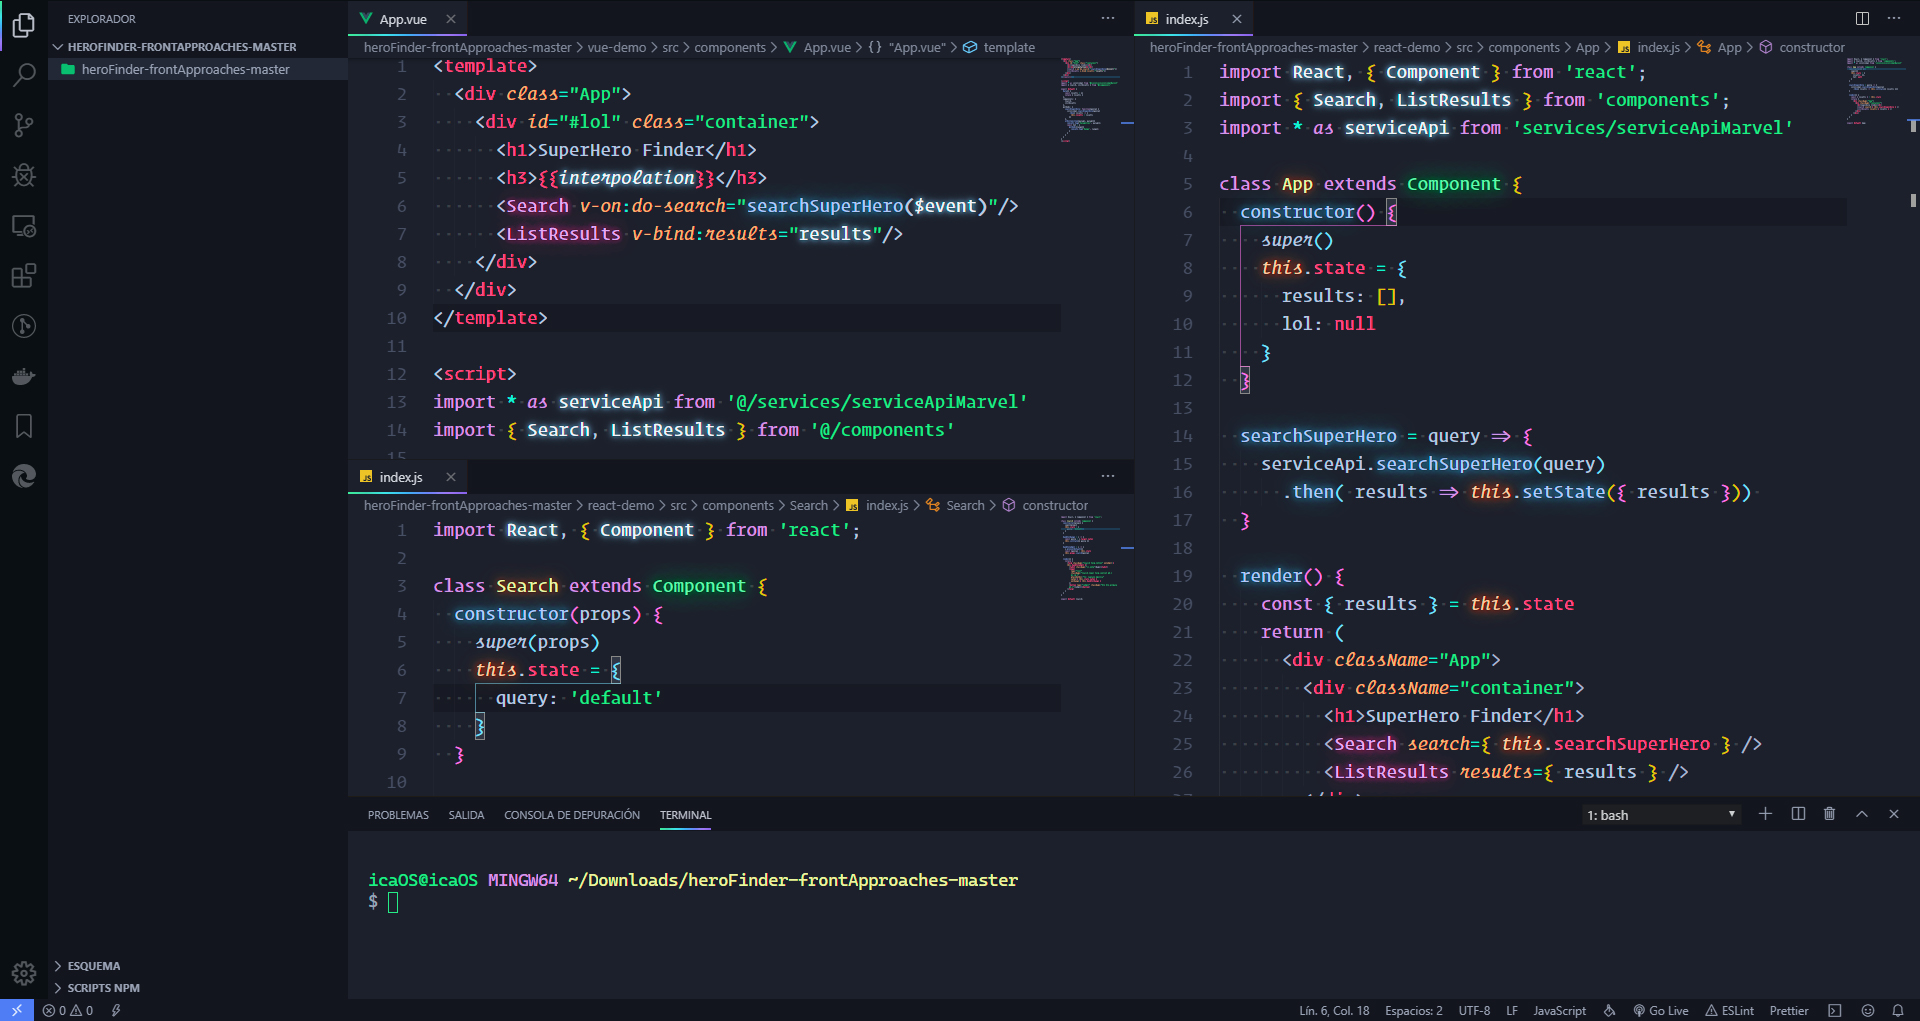 EXPLORADOR
HEROFINDER-FRONTAPPROACHES-MASTER
heroFinder-frontApproaches-master
ESQUEMA
SCRIPTS NPM
App.vue
heroFinder-frontApproaches-master > vue-demo > src > components > App.vue > {} "App.vue" > template
1 <template>
2 <div class="App">
3 <div id="#lol" class="container">
4 <h1>SuperHero Finder</h1>
5 <h3>{{interpolation}}</h3>
6 <Search v-on:do-search="searchSuperHero($event)"/>
7 <ListResults v-bind:results="results"/>
8 </div>
9 </div>
10 </template>
11
12 <script>
13 import * as serviceApi from '@/services/serviceApiMarvel'
14 import { Search, ListResults } from '@/components'
15
JS index.js
heroFinder-frontApproaches-master > react-demo > src > components > Search > JS index.js > Search > constructor
1 import React, { Component } from 'react';
2
3 class Search extends Component {
4 constructor(props) {
5 super(props)
6 this.state = {
7 query: 'default'
8 }
9 }
10
JS index.js
heroFinder-frontApproaches-master > react-demo > src > components > App > JS index.js > App > constructor
1 import React, { Component } from 'react';
2 import { Search, ListResults } from 'components';
3 import * as serviceApi from 'services/serviceApiMarvel'
4
5 class App extends Component {
6 constructor() {
7 super()
8 this.state = {
9 results: [],
10 lol: null
11 }
12 }
13
14 searchSuperHero = query => {
15 serviceApi.searchSuperHero(query)
16 .then( results => this.setState({ results }))
17 }
18
19 render() {
20 const { results } = this.state
21 return (
22 <div className="App">
23 <div className="container">
24 <h1>SuperHero Finder</h1>
25 <Search search={ this.searchSuperHero } />
26 <ListResults results={ results } />
27 </div>
PROBLEMAS SALIDA CONSOLA DE DEPURACIÓN TERMINAL 1: bash
icaOS@icaOS MINGW64 ~/Downloads/heroFinder-frontApproaches-master
$
0 0 Lín. 6, Col. 18 Espacios: 2 UTF-8 LF JavaScript Go Live ESLint Prettier